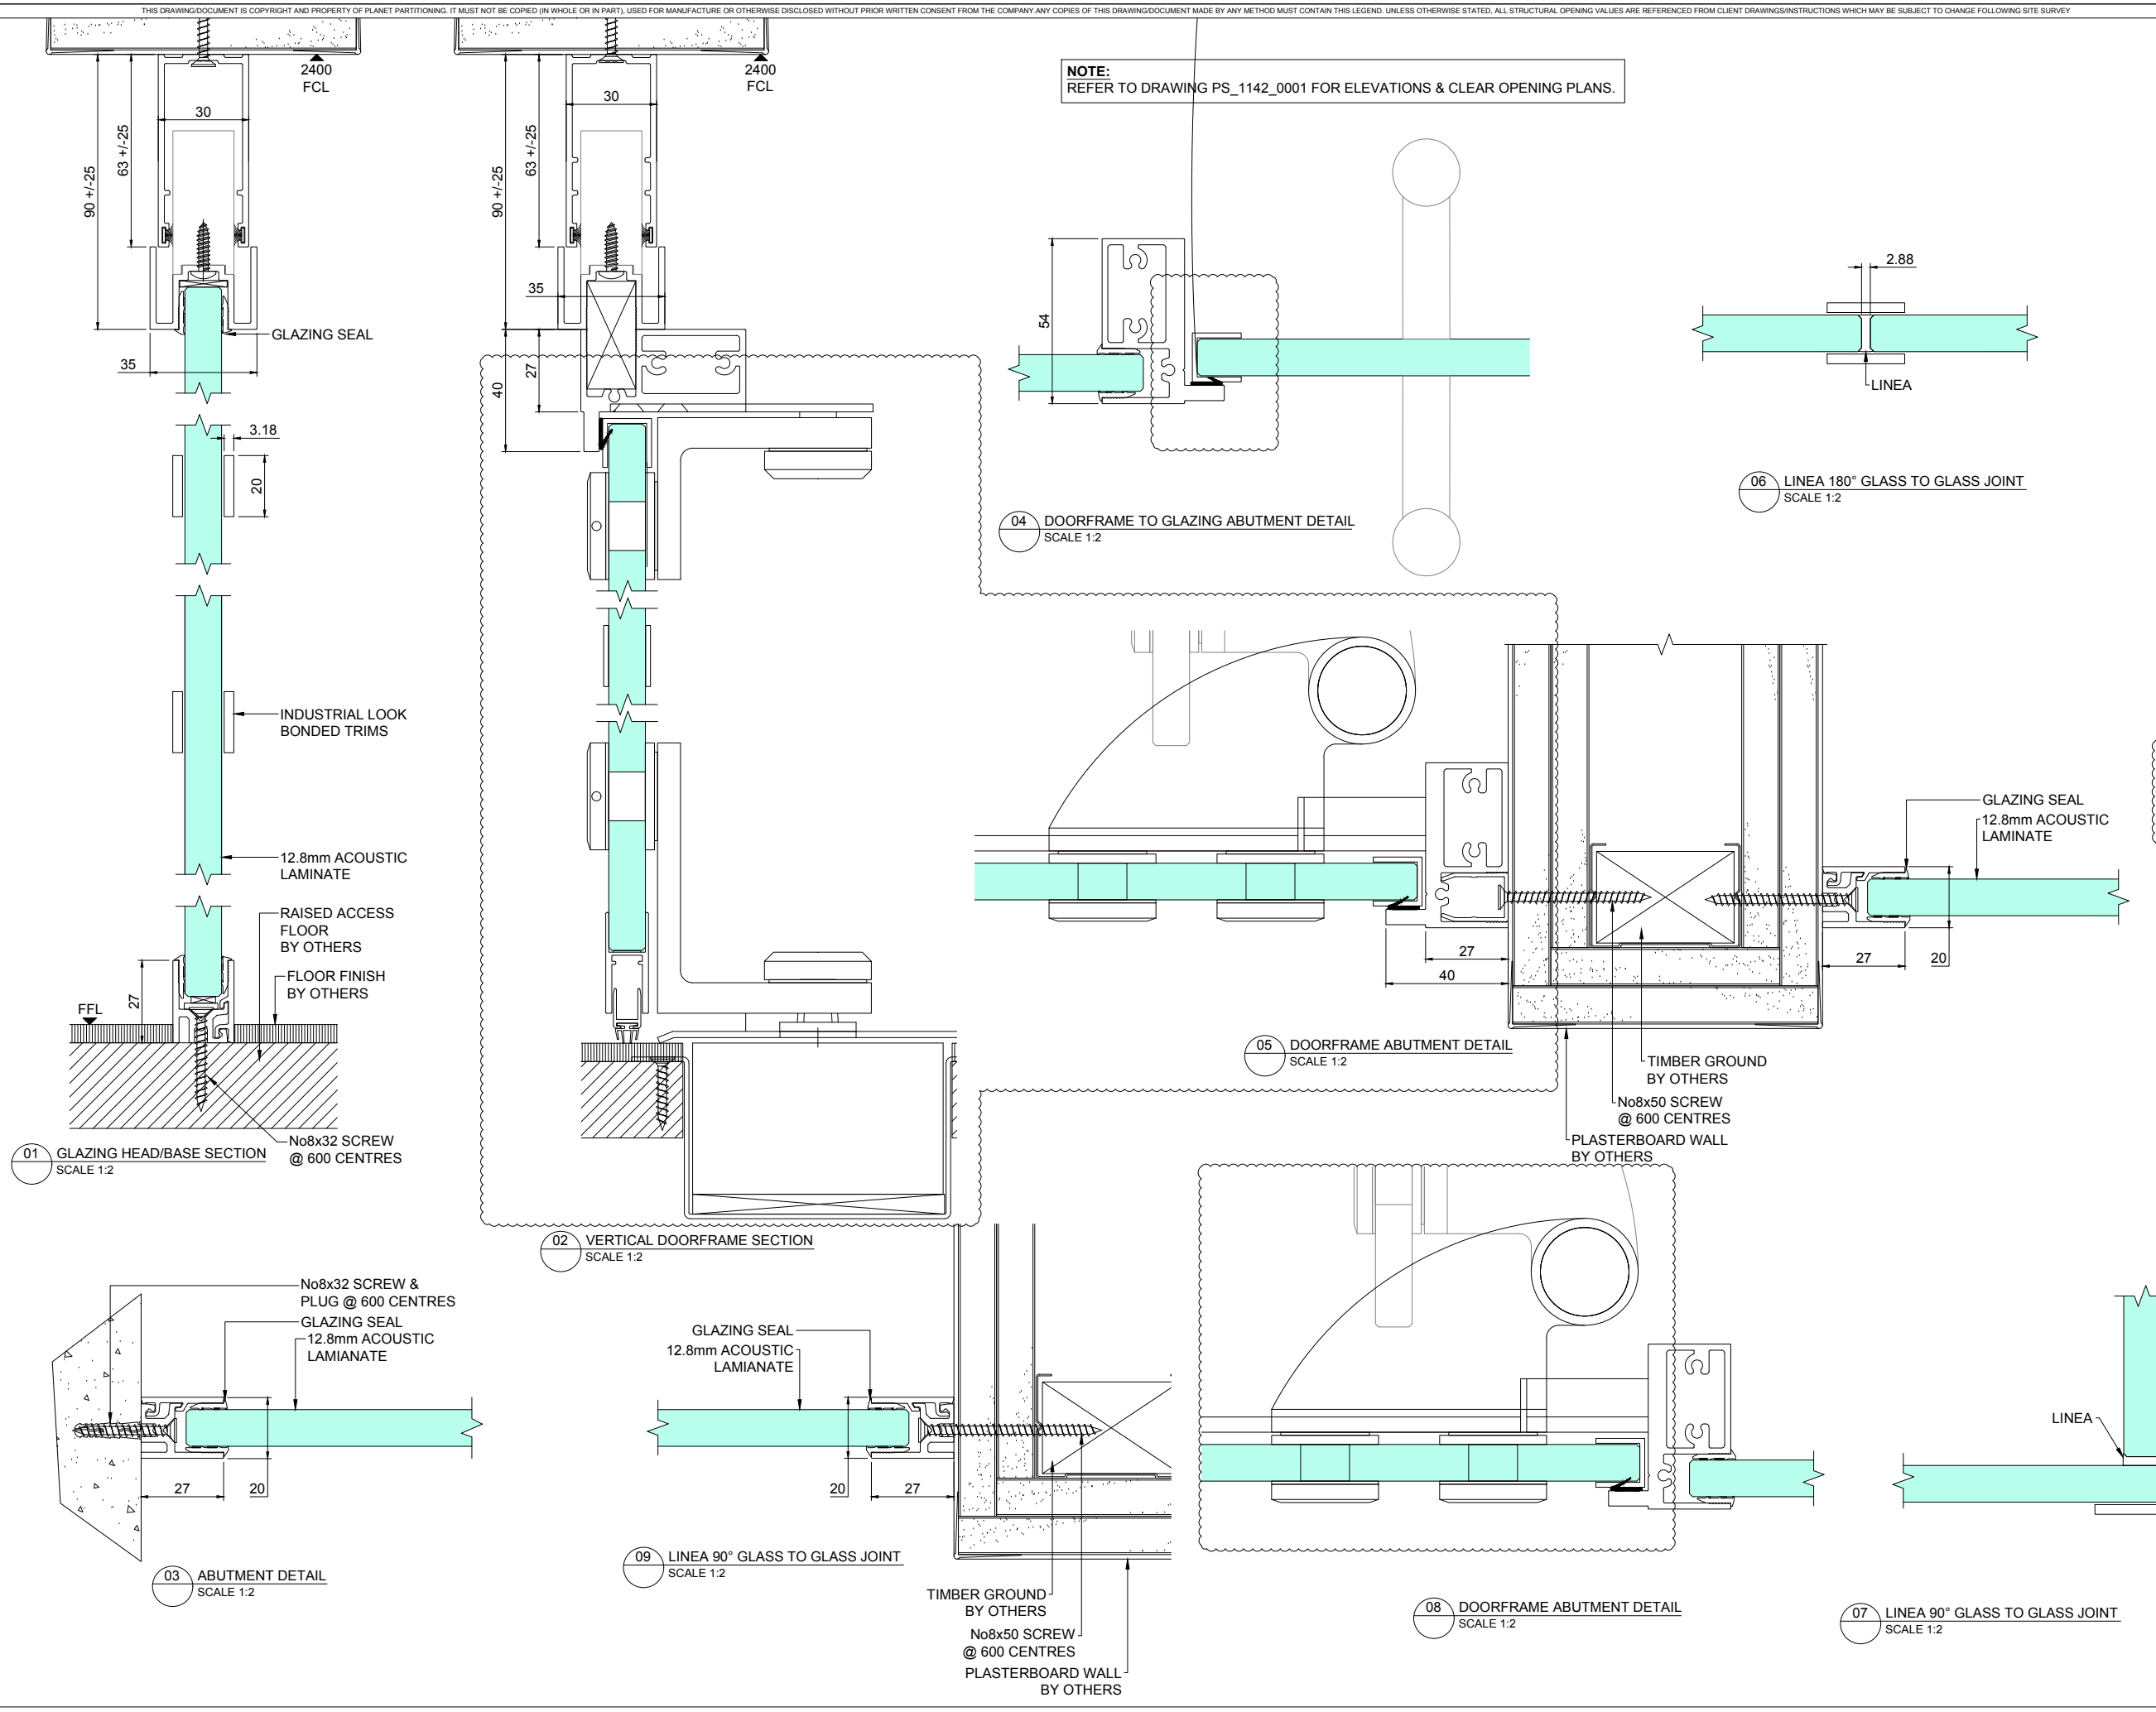 THIS DRAWING/DOCUMENT IS COPYRIGHT AND PROPERTY OF PLANET PARTITIONING. IT MUST NOT BE COPIED (IN WHOLE OR IN PART), USED FOR MANUFACTURE OR OTHERWISE DISCLOSED WITHOUT PRIOR WRITTEN CONSENT FROM THE COMPANY.ANY COPIES OF THIS DRAWING/DOCUMENT MADE BY ANY METHOD MUST CONTAIN THIS LEGEND. UNLESS OTHERWISE STATED, ALL STRUCTURAL OPENING VALUES ARE REFERENCED FROM CLIENT DRAWINGS/INSTRUCTIONS WHICH MAY BE SUBJECT TO CHANGE FOLLOWING SITE SURVEY
2400
FCL
30
63 +/-25
90 +/-25
GLAZING SEAL
35
3.18
20
INDUSTRIAL LOOK
BONDED TRIMS
12.8mm ACOUSTIC
LAMINATE
RAISED ACCESS
FLOOR
BY OTHERS
FLOOR FINISH
BY OTHERS
FFL
27
No8x32 SCREW
@ 600 CENTRES
01
GLAZING HEAD/BASE SECTION
SCALE 1:2
2400
FCL
30
63 +/-25
90 +/-25
35
27
40
02
VERTICAL DOORFRAME SECTION
SCALE 1:2
NOTE:
REFER TO DRAWING PS_1142_0001 FOR ELEVATIONS & CLEAR OPENING PLANS.
54
04
DOORFRAME TO GLAZING ABUTMENT DETAIL
SCALE 1:2
2.88
LINEA
06
LINEA 180° GLASS TO GLASS JOINT
SCALE 1:2
GLAZING SEAL
12.8mm ACOUSTIC
LAMINATE
27
40
27
20
05
DOORFRAME ABUTMENT DETAIL
SCALE 1:2
TIMBER GROUND
BY OTHERS
No8x50 SCREW
@ 600 CENTRES
PLASTERBOARD WALL
BY OTHERS
No8x32 SCREW &
PLUG @ 600 CENTRES
GLAZING SEAL
12.8mm ACOUSTIC
LAMIANATE
27
20
03
ABUTMENT DETAIL
SCALE 1:2
GLAZING SEAL
12.8mm ACOUSTIC
LAMIANATE
20
27
09
LINEA 90° GLASS TO GLASS JOINT
SCALE 1:2
TIMBER GROUND
BY OTHERS
No8x50 SCREW
@ 600 CENTRES
PLASTERBOARD WALL
BY OTHERS
08
DOORFRAME ABUTMENT DETAIL
SCALE 1:2
LINEA
07
LINEA 90° GLASS TO GLASS JOINT
SCALE 1:2